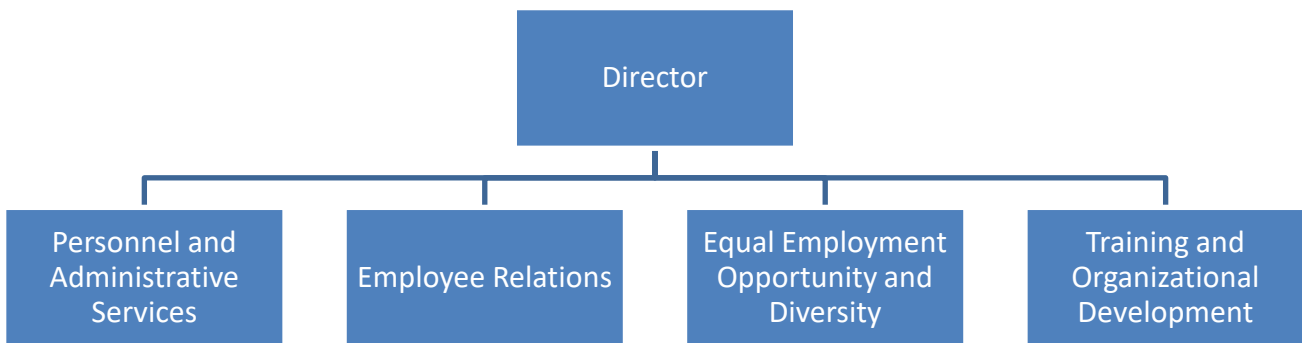 Director
Personnel and
Administrative
Services
Employee Relations
Equal Employment
Opportunity and
Diversity
Training and
Organizational
Development